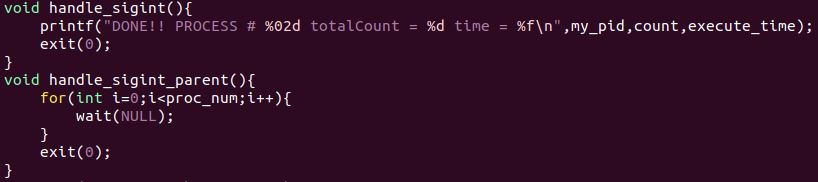 void handle_sigint(){
    printf("DONE!! PROCESS # %02d totalCount = %d time = %f\n",my_pid,count,execute_time);
    exit(0);
}
void handle_sigint_parent(){
    for(int i=0;i<proc_num;i++){
        wait(NULL);
    }
    exit(0);
}